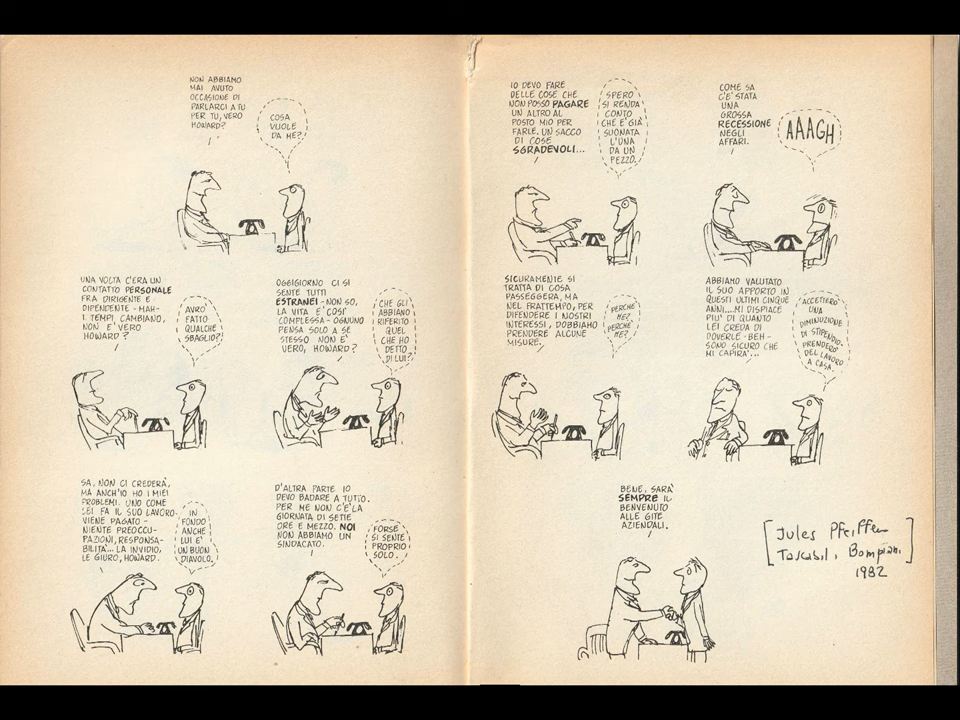 NON ABBIAMO
MAI AVUTO
OCCASIONE DI
PARLARCI A TU
PER TU, VERO
HOWARD?
COSA
VUOLE
DA ME?
UNA VOLTA C'ERA UN
CONTATTO PERSONALE
FRA DIRIGENTE E
DIPENDENTE - MAH-
I TEMPI CAMBIANO,
NON E' VERO
HOWARD?
AVRO'
FATTO
QUALCHE
SBAGLIO?
OGGIGIORNO CI SI
SENTE TUTTI
ESTRANEI - NON SO,
LA VITA E' COSI'
COMPLESSA - OGNUNO
PENSA SOLO A SE
STESSO NON E'
VERO, HOWARD?
CHE GLI
ABBIANO
RIFERITO
QUEL
CHE HO
DETTO
DI LUI?
SA, NON CI CREDERÀ,
MA ANCH'IO HO I MIEI
PROBLEMI. UNO COME
LEI FA IL SUO LAVORO-
VIENE PAGATO -
NIENTE PREOCCU-
PAZIONI, RESPONSA-
BILITA'... LA INVIDIO,
LE GIURO, HOWARD.
IN
FONDO
ANCHE
LUI E'
UN BUON
DIAVOLO.
D'ALTRA PARTE IO
DEVO BADARE A TUTTO.
PER ME NON C'È LA
GIORNATA DI SETTE
ORE E MEZZO. NOI
NON ABBIAMO UN
SINDACATO.
FORSE
SI SENTE
PROPRIO
SOLO.
IO DEVO FARE
DELLE COSE CHE
NON POSSO PAGARE
UN ALTRO AL
POSTO MIO PER
FARLE. UN SACCO
DI COSE
SGRADEVOLI...
SPERO
SI RENDA
CONTO
CHE E' GIÀ
SUONATA
L'UNA
DA UN
PEZZO.
COME SA
C'E' STATA
UNA
GROSSA
RECESSIONE
NEGLI
AFFARI.
AAAGH
SICURAMENTE SI
TRATTA DI COSA
PASSEGGERA, MA
NEL FRATTEMPO, PER
DIFENDERE I NOSTRI
INTERESSI, DOBBIAMO
PRENDERE ALCUNE
MISURE.
PERCHE'
ME?
PERCHE'
ME?
ABBIAMO VALUTATO
IL SUO APPORTO IN
QUESTI ULTIMI CINQUE
ANNI... MI DISPIACE
PIU' DI QUANTO
LEI CREDA DI
DOVERLE - BEH -
SONO SICURO CHE
MI CAPIRA'...
ACCETTERO'
UNA
DIMINUZIONE
DI STIPENDIO.
PRENDERO'
DEL LAVORO
A CASA.
BENE, SARÀ
SEMPRE IL
BENVENUTO
ALLE GITE
AZIENDALI.
[Jules Pfeiffer
Tascabili Bompiani
1982]